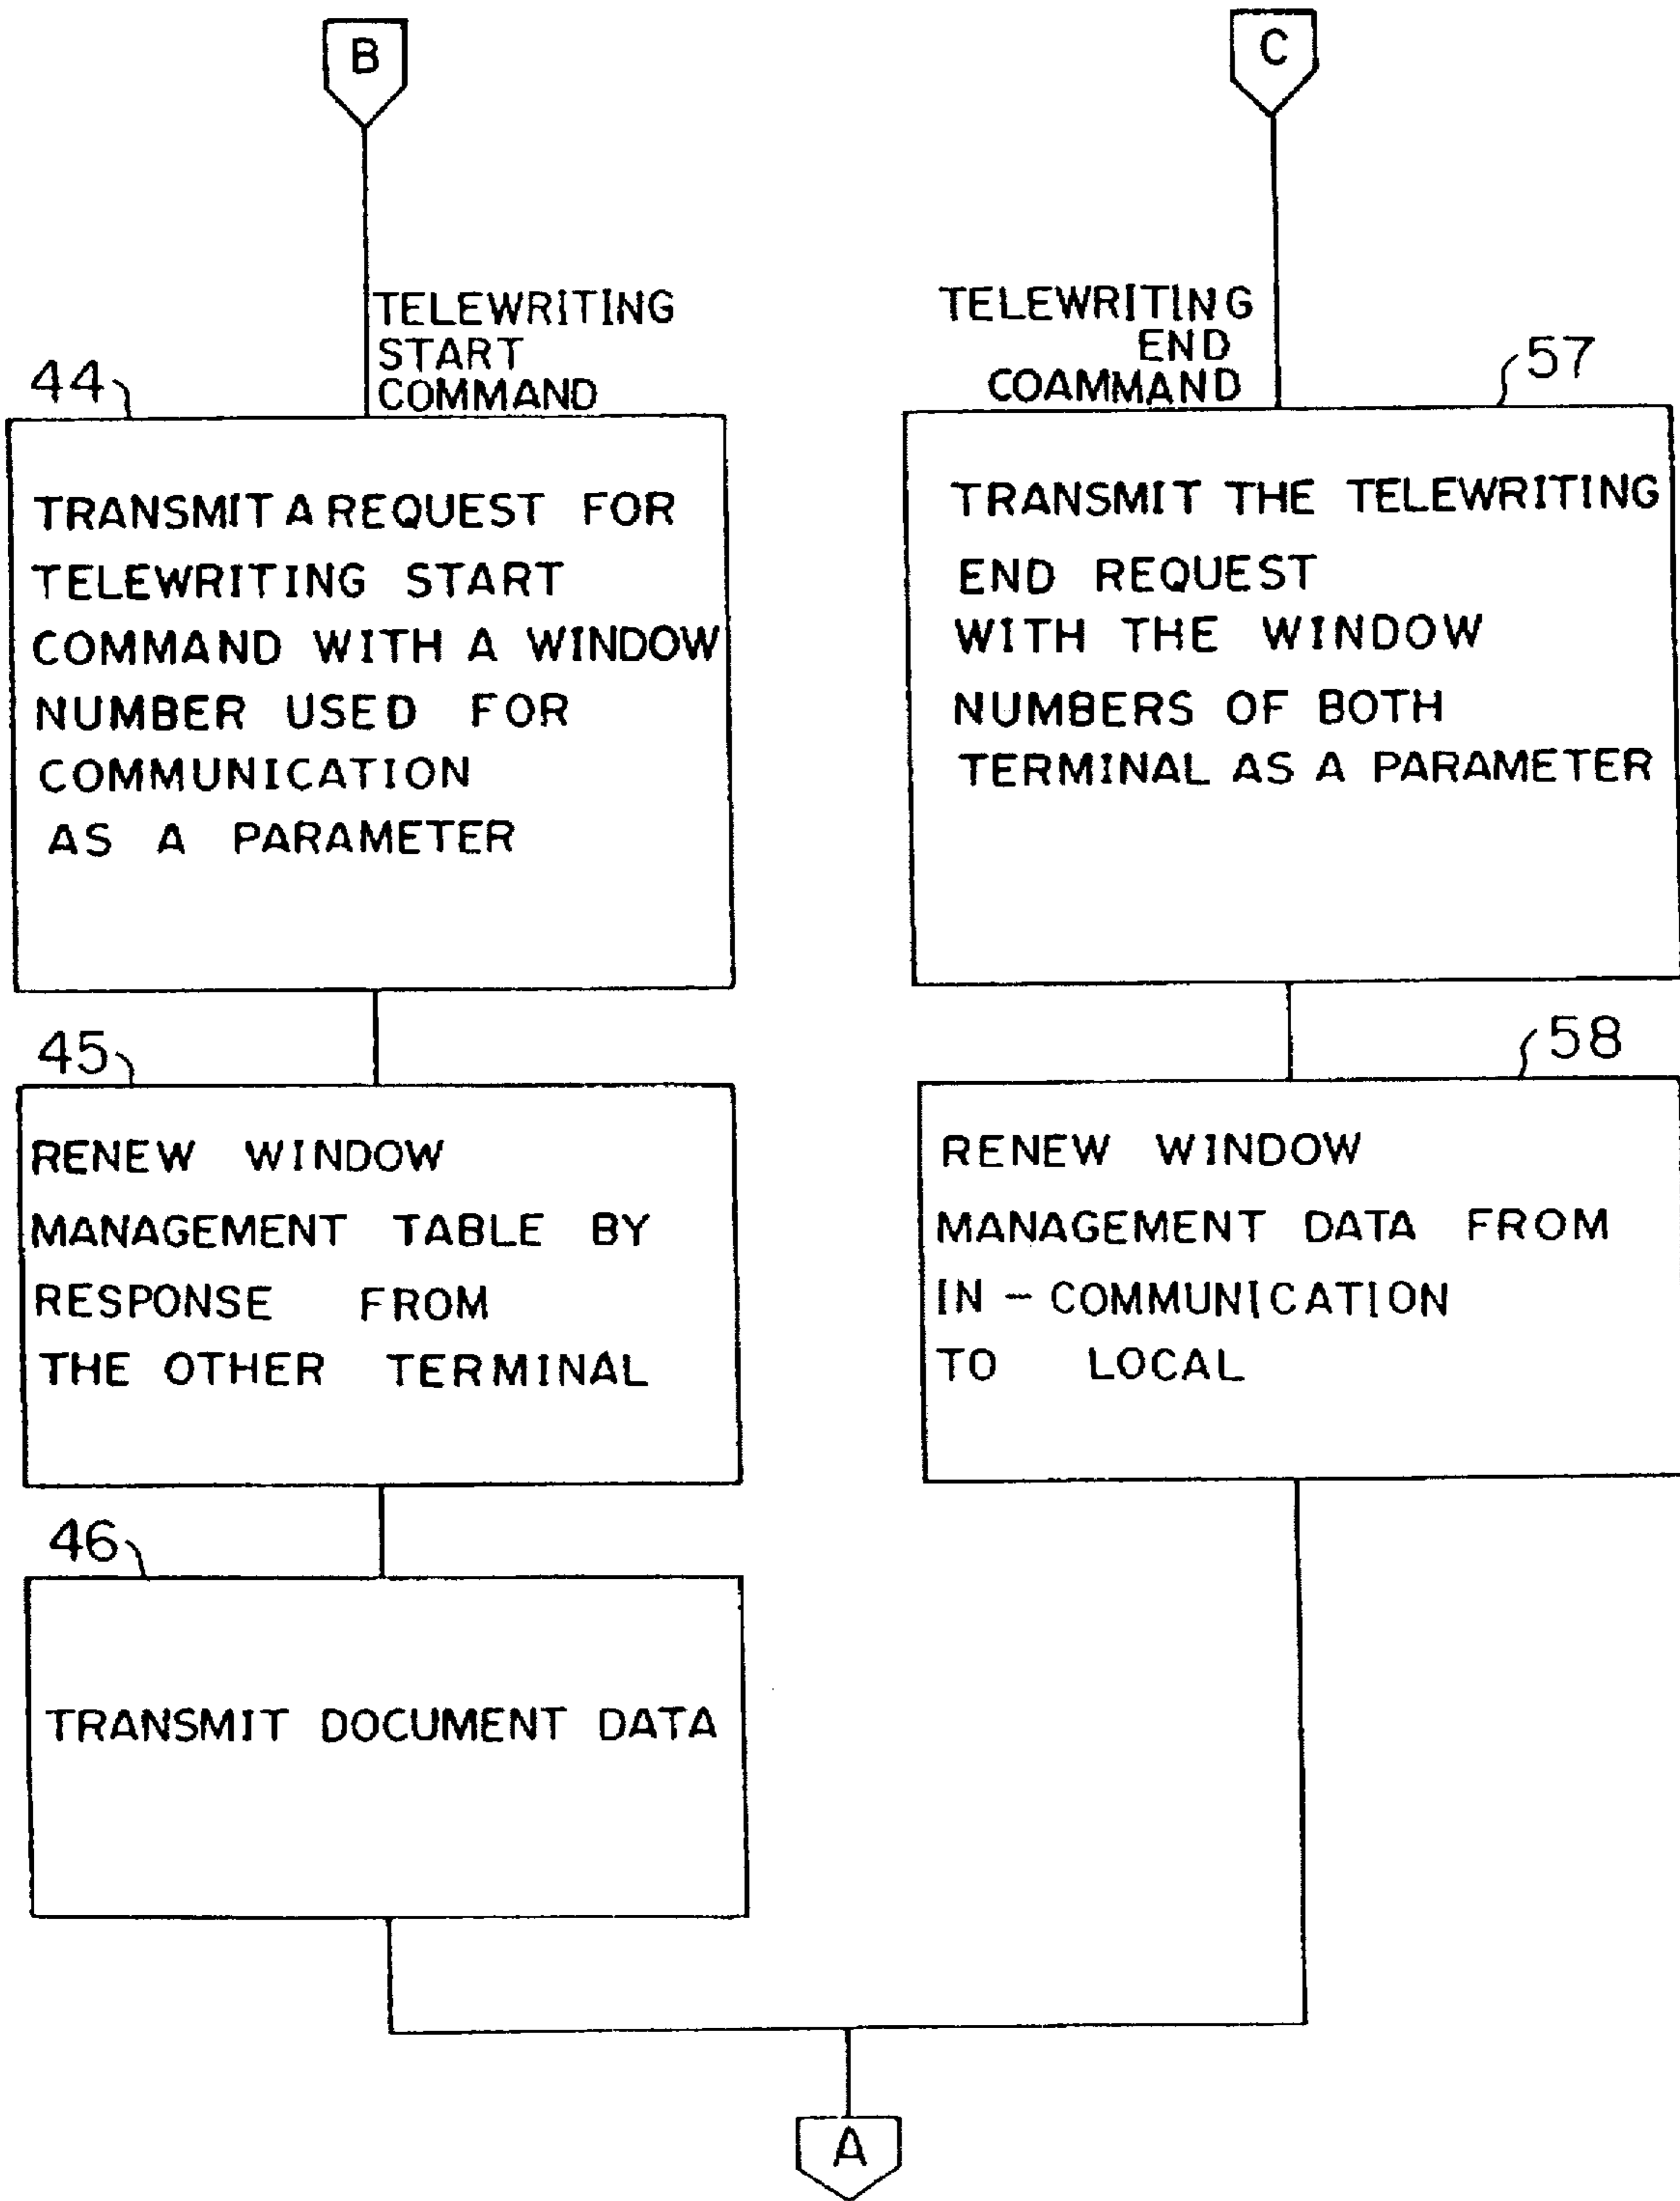 B
TELEWRITING
START
COMMAND
44
TRANSMIT A REQUEST FOR
TELEWRITING START
COMMAND WITH A WINDOW
NUMBER USED FOR
COMMUNICATION
AS A PARAMETER
45
RENEW WINDOW
MANAGEMENT TABLE BY
RESPONSE FROM
THE OTHER TERMINAL
46
TRANSMIT DOCUMENT DATA
C
TELEWRITING
END
COAMMAND
57
TRANSMIT THE TELEWRITING
END REQUEST
WITH THE WINDOW
NUMBERS OF BOTH
TERMINAL AS A PARAMETER
58
RENEW WINDOW
MANAGEMENT DATA FROM
IN - COMMUNICATION
TO LOCAL
A